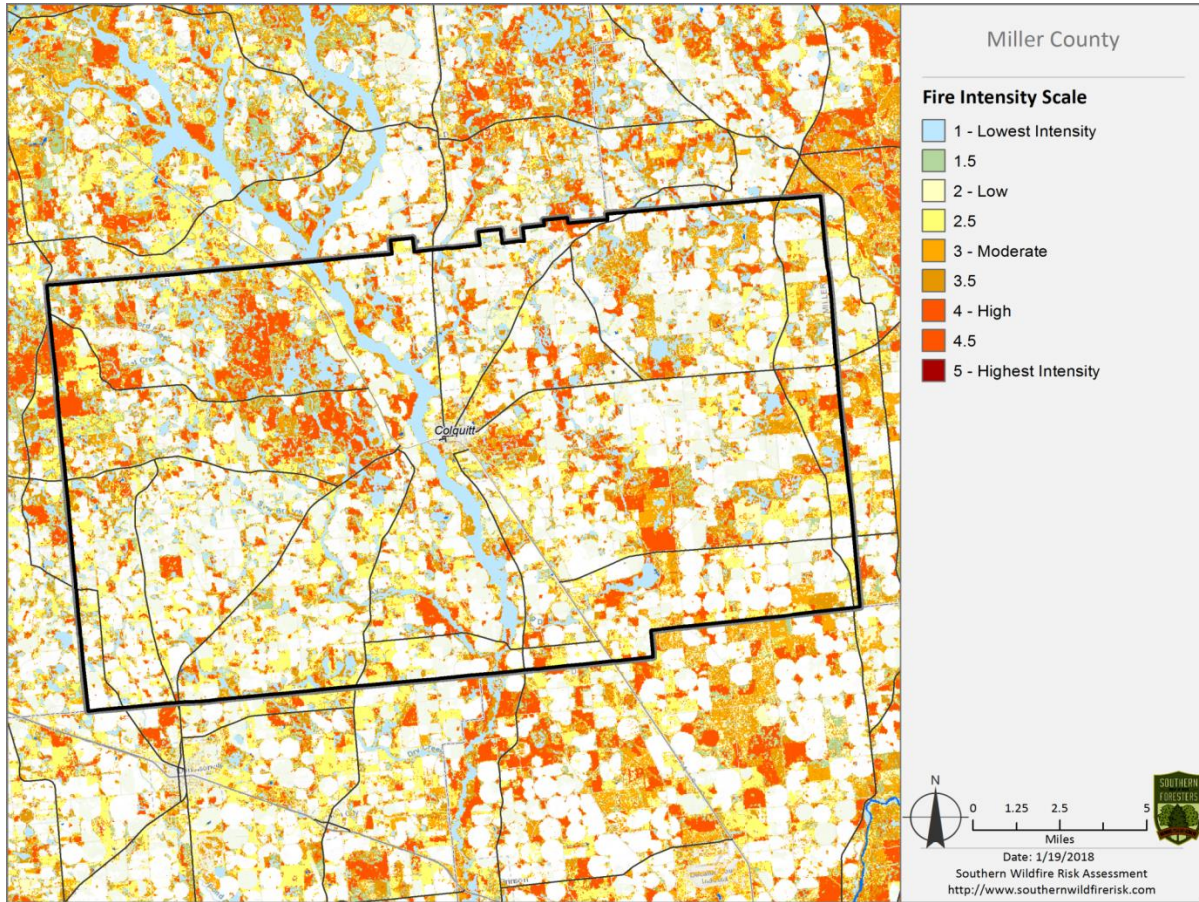 Miller County
Fire Intensity Scale
1 - Lowest Intensity
1.5
2 - Low
2.5
3 - Moderate
3.5
4 - High
4.5
5 - Highest Intensity
Colquitt
N
0 1.25 2.5 5
Miles
SOUTHERN
FORESTERS
Date: 1/19/2018
Southern Wildfire Risk Assessment
http://www.southernwildfirerisk.com